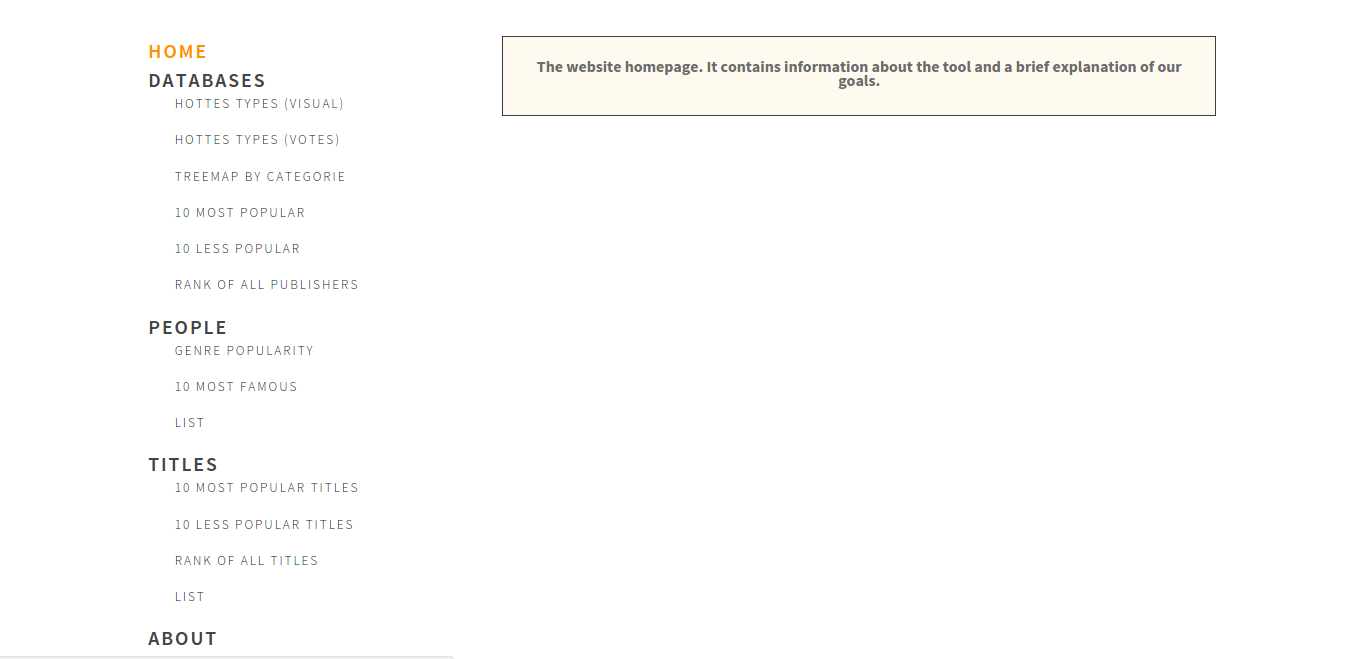 HOME
DATABASES
HOTTES TYPES (VISUAL)
HOTTES TYPES (VOTES)
TREEMAP BY CATEGORIE
10 MOST POPULAR
10 LESS POPULAR
RANK OF ALL PUBLISHERS
PEOPLE
GENRE POPULARITY
10 MOST FAMOUS
LIST
TITLES
10 MOST POPULAR TITLES
10 LESS POPULAR TITLES
RANK OF ALL TITLES
LIST
ABOUT
The website homepage. It contains information about the tool and a brief explanation of our
goals.